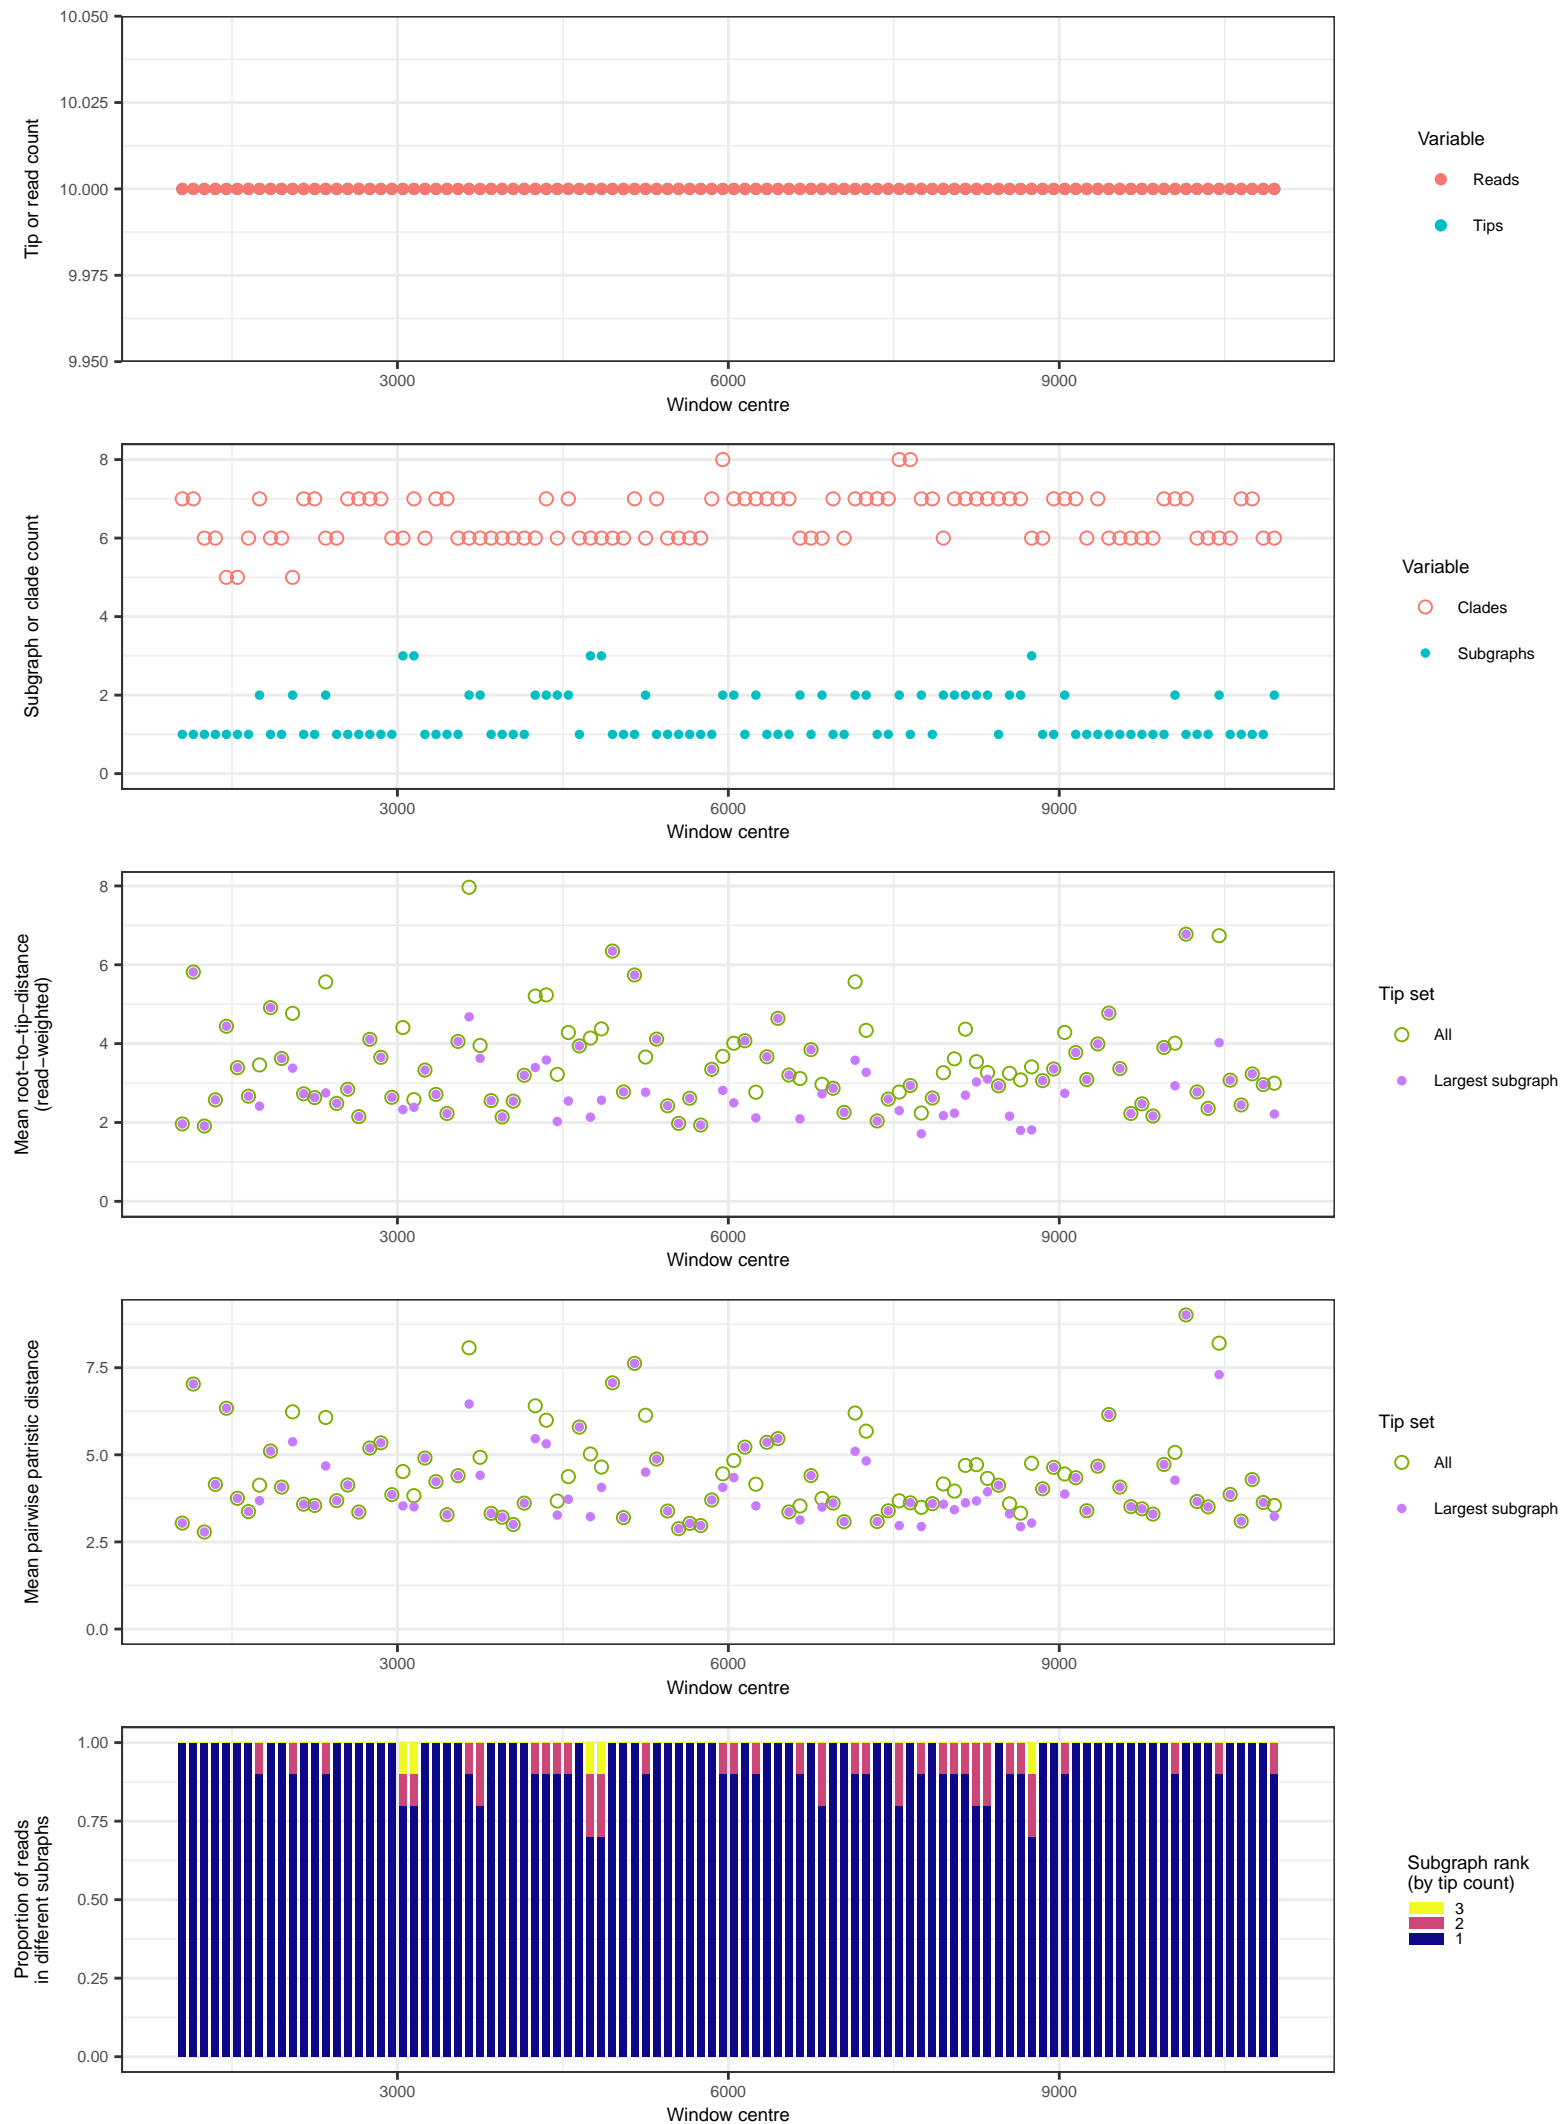 10.050
10.025
10.000
9.975
9.950
Tip or read count
3000 6000 9000
Window centre
Variable
Reads
Tips
8
6
4
2
0
Subgraph or clade count
3000 6000 9000
Window centre
Variable
Clades
Subgraphs
8
6
4
2
0
Mean root−to−tip−distance
(read−weighted)
3000 6000 9000
Window centre
Tip set
All
Largest subgraph
7.5
5.0
2.5
0.0
Mean pairwise patristic distance
3000 6000 9000
Window centre
Tip set
All
Largest subgraph
1.00
0.75
0.50
0.25
0.00
Proportion of reads
in different subraphs
3000 6000 9000
Window centre
Subgraph rank
(by tip count)
3
2
1